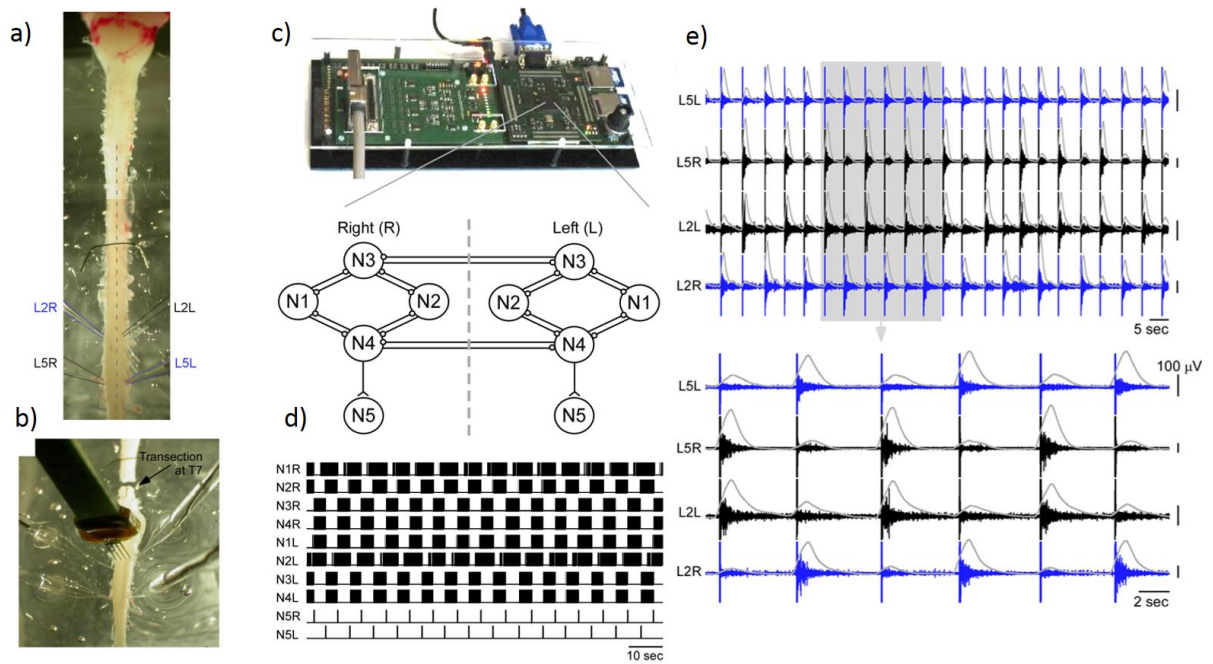 a)
L2R
L2L
L5R
L5L
b)
Transection
at T7
c)
Right (R)
Left (L)
N3
N3
N1
N2
N2
N1
N4
N4
N5
N5
d)
N1R
N2R
N3R
N4R
N1L
N2L
N3L
N4L
N5R
N5L
10 sec
e)
L5L
L5R
L2L
L2R
5 sec
100 μV
L5L
L5R
L2L
L2R
2 sec